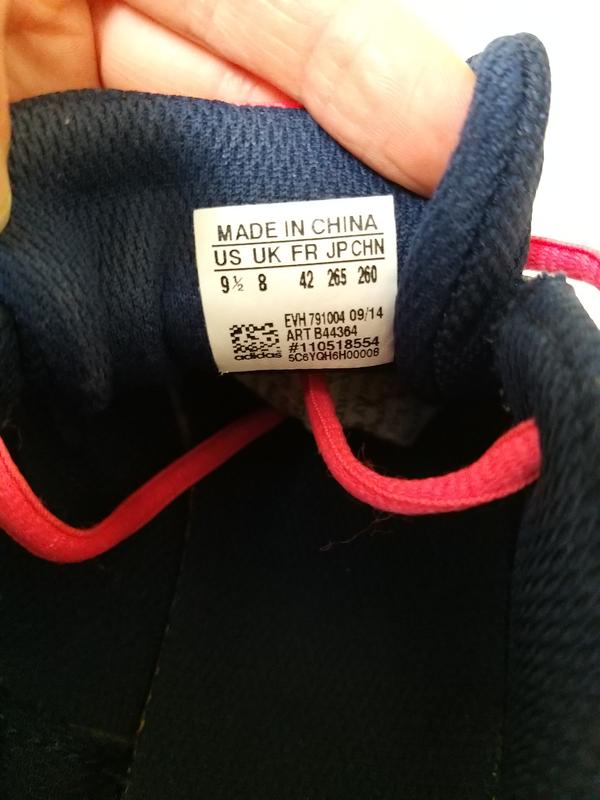 MADE IN CHINA
US UK FR JP CHN
9½ 8 42 265 260
EVH 791004 09/14
ART B44364
#110518554
adidas 5C6YQH6H00006